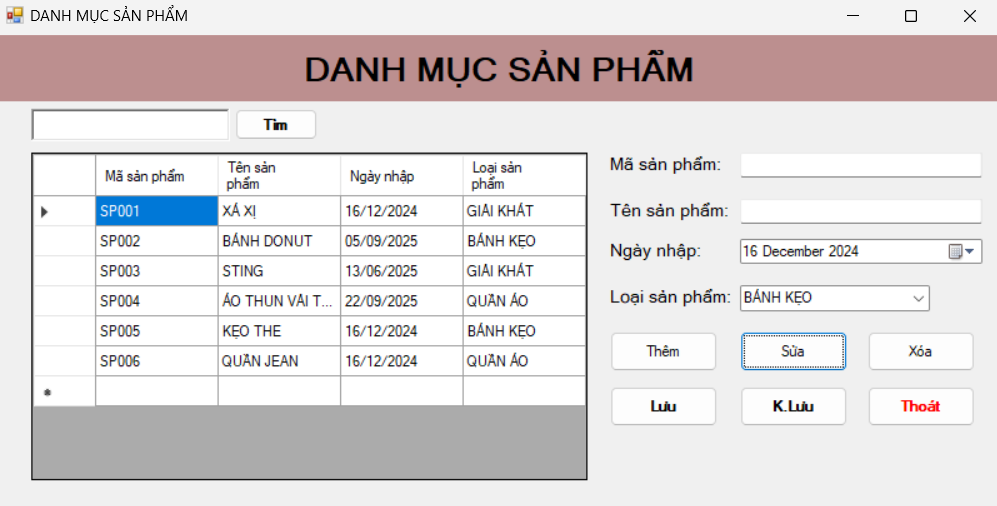 DANH MỤC SẢN PHẨM
DANH MỤC SẢN PHẨM
Tìm
Mã sản phẩm
Tên sản phẩm
Ngày nhập
Loại sản phẩm
SP001 XÁ XỊ 16/12/2024 GIẢI KHÁT
SP002 BÁNH DONUT 05/09/2025 BÁNH KẸO
SP003 STING 13/06/2025 GIẢI KHÁT
SP004 ÁO THUN VẢI T... 22/09/2025 QUẦN ÁO
SP005 KẸO THE 16/12/2024 BÁNH KẸO
SP006 QUẦN JEAN 16/12/2024 QUẦN ÁO
Mã sản phẩm:
Tên sản phẩm:
Ngày nhập: 16 December 2024
Loại sản phẩm: BÁNH KẸO
Thêm Sửa Xóa
Lưu K.Lưu Thoát